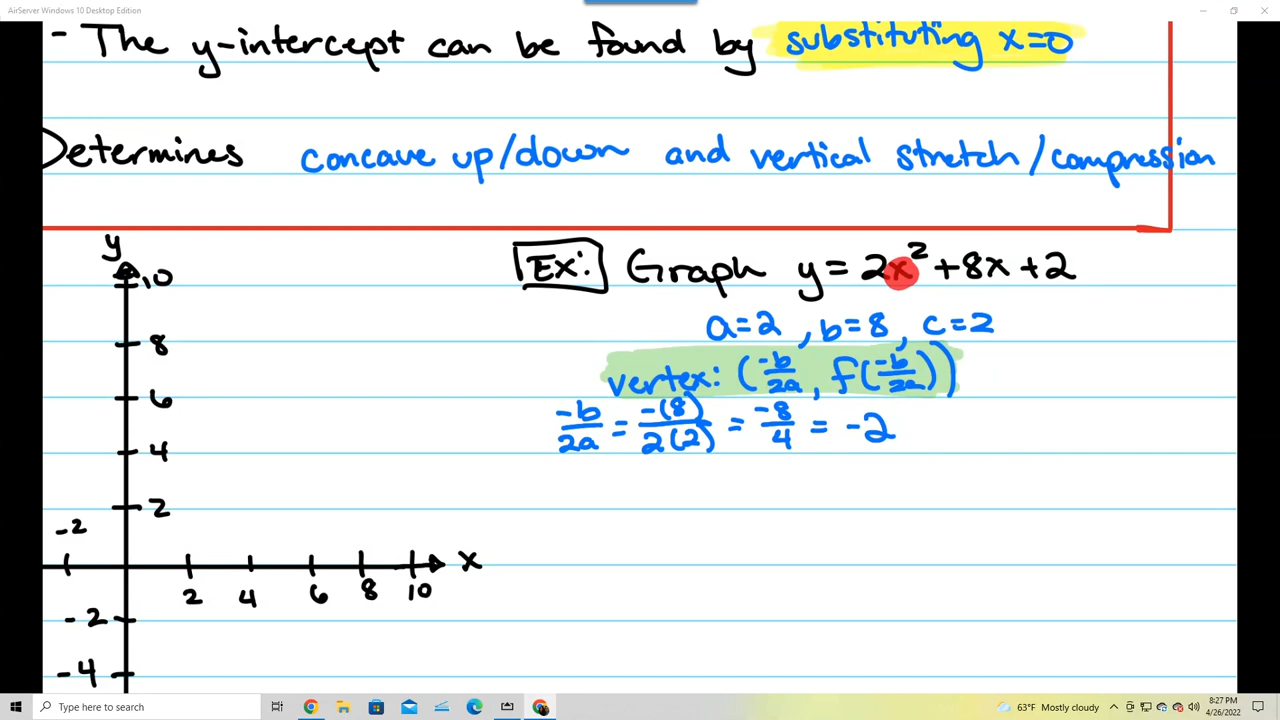 AirServer Windows 10 Desktop Edition
- The y-intercept can be found by substituting x=0
Determines concave up/down and vertical stretch/compression
Ex: Graph y = 2x² + 8x + 2
a=2, b=8, c=2
vertex: (-b/2a, f(-b/2a))
-b/2a = -(8)/2(2) = -8/4 = -2
y
10
8
6
4
2
-2
x
2 4 6 8 10
-2
-4
Type here to search
63°F Mostly cloudy
8:27 PM
4/26/2022